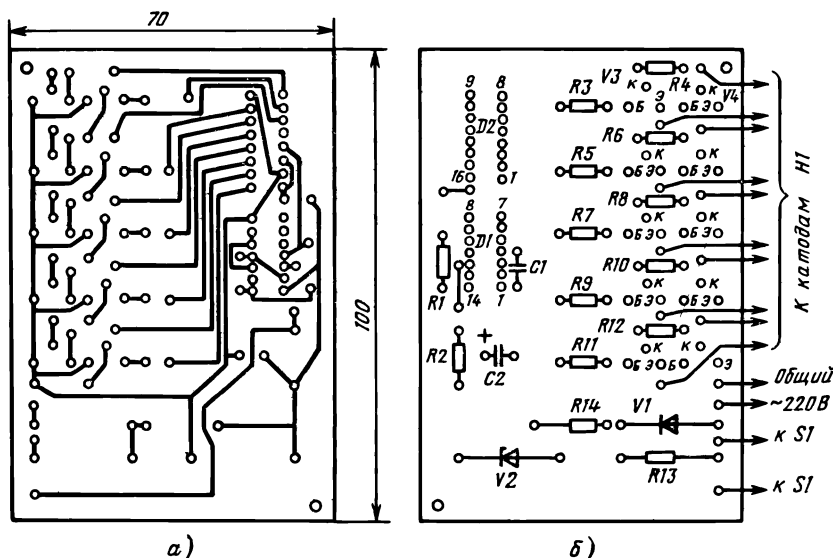 70
100
а)
V3
R4
К
К
V4
R3
Б
Э
Б Э
9
8
D2
16
1
R6
К
К
R5
Б Э
Б Э
R8
К
К
R7
Б Э
Б Э
8
7
D1
14
1
R1
C1
R10
К
К
R9
Б Э
Б Э
R12
К
К
R11
Б Э Б
Э
R2
+
C2
К катодам H1
Общий
~220В
R14
V1
к S1
V2
R13
к S1
б)